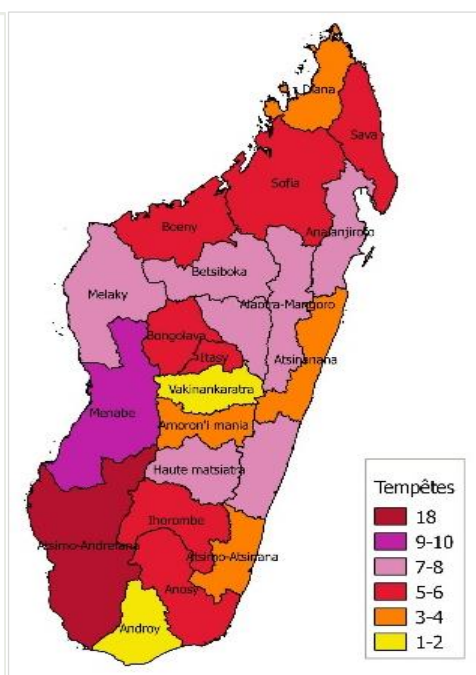 Diana
Sava
Sofia
Boeny
Analanjirofo
Betsiboka
Melaky
Alaotra-Mangoro
Bongolava
Itasy
Atsinanana
Vakinankaratra
Menabe
Amoron'i mania
Haute matsiatra
Ihorombe
Atsimo-Andrefana
Atsimo-Atsinana
Anosy
Androy
Tempêtes
18
9-10
7-8
5-6
3-4
1-2